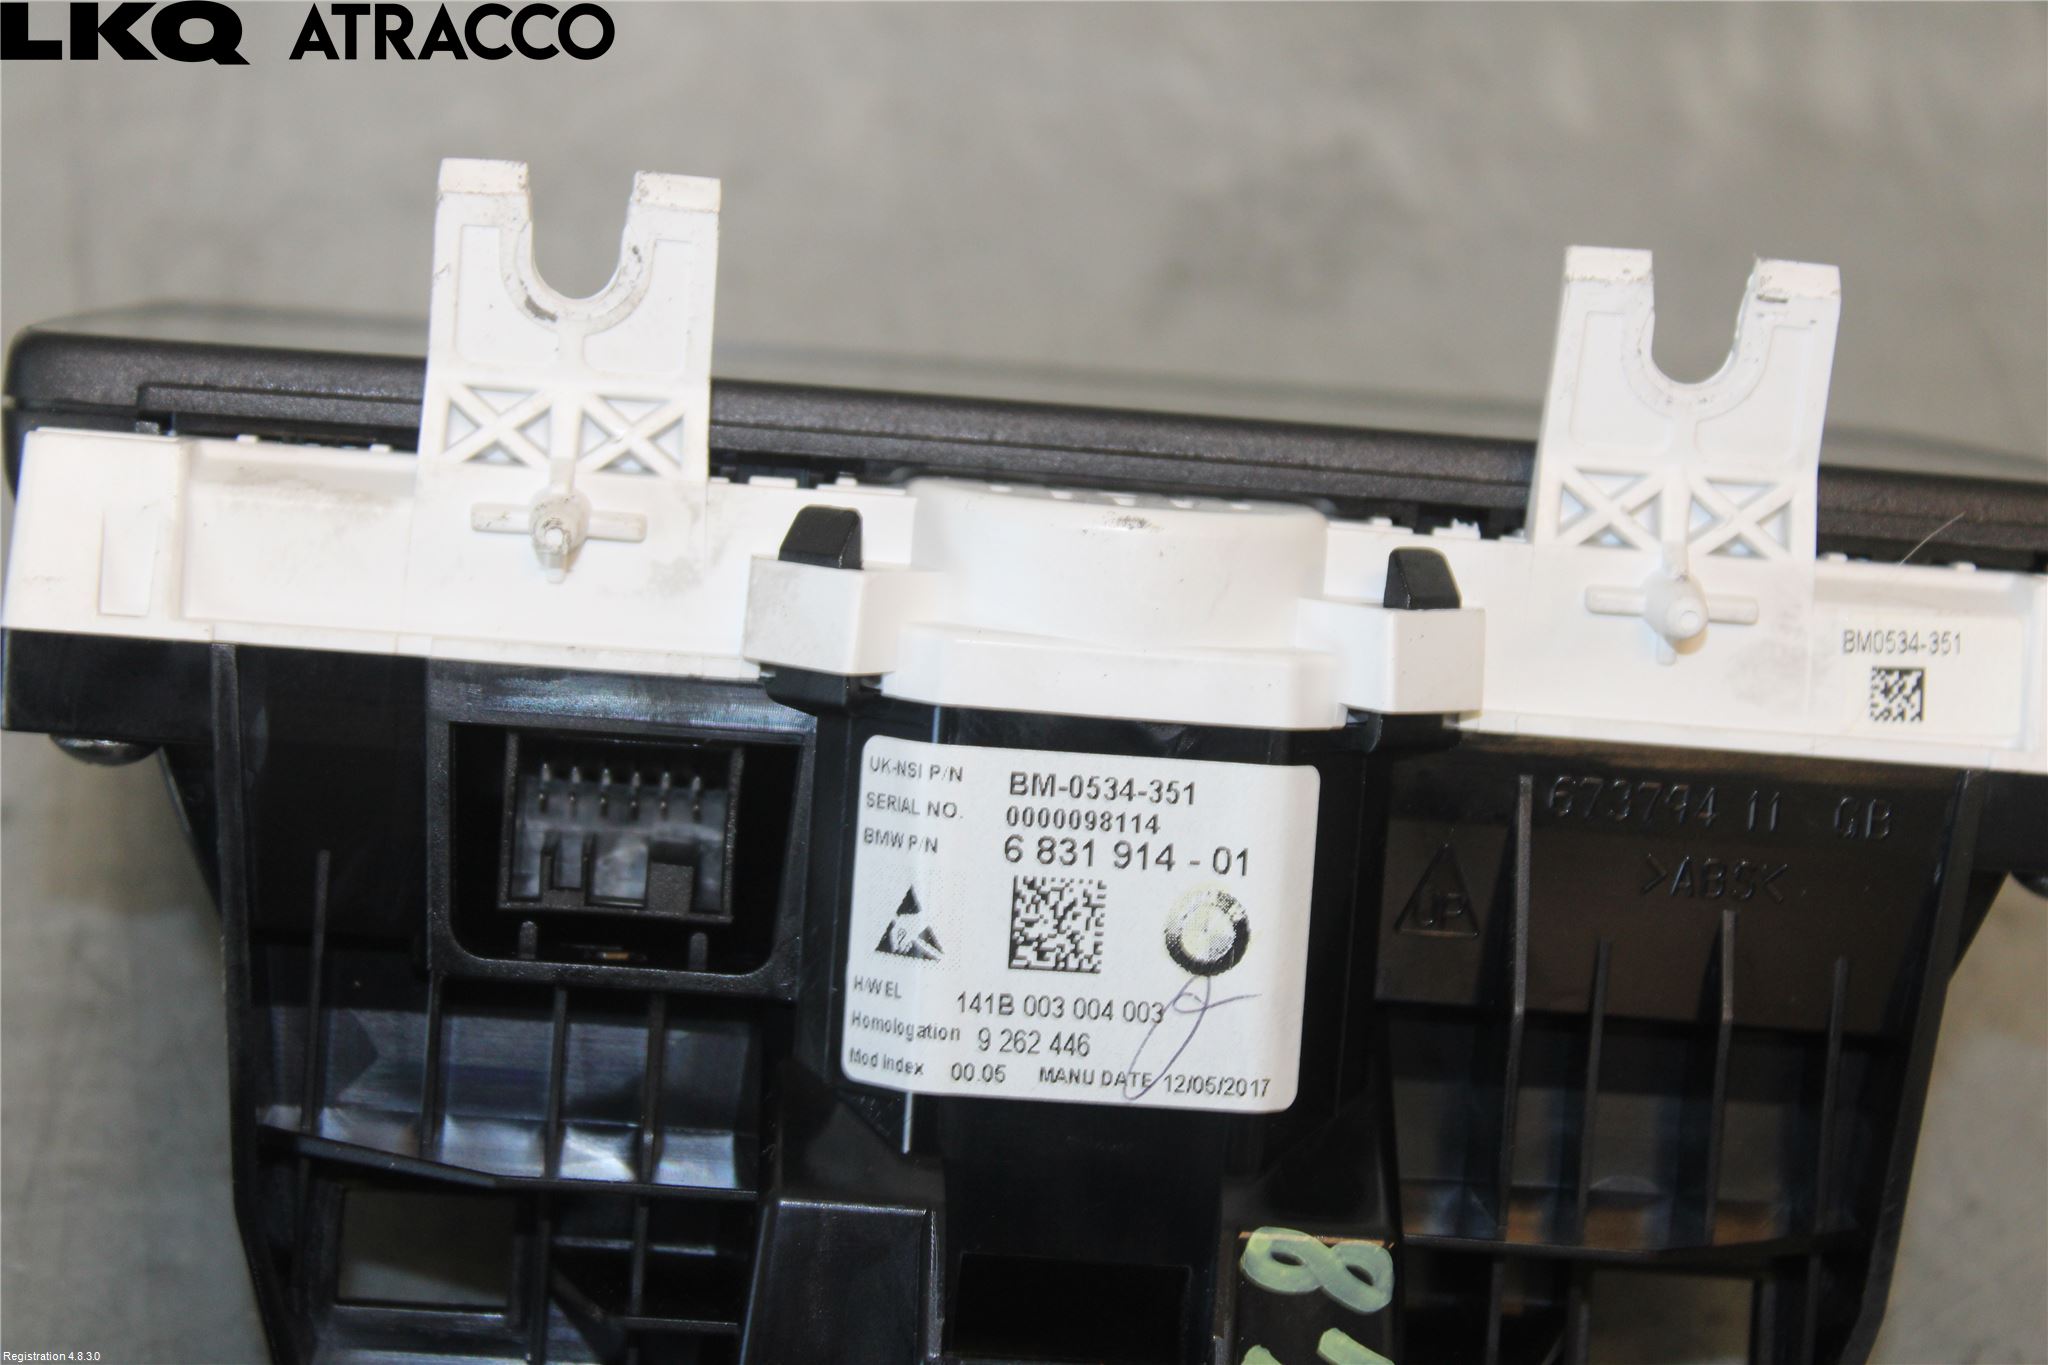 LKQ ATRACCO
BM0534-351
UK-NSI P/N BM-0534-351
SERIAL NO. 0000098114
BMW P/N 6 831 914 - 01
673794 11 GB
>ABS<
UP
H/W EL 141B 003 004 003
Homologation 9 262 446
Mod Index 00.05 MANU DATE 12/05/2017
8
Registration 4.8.3.0